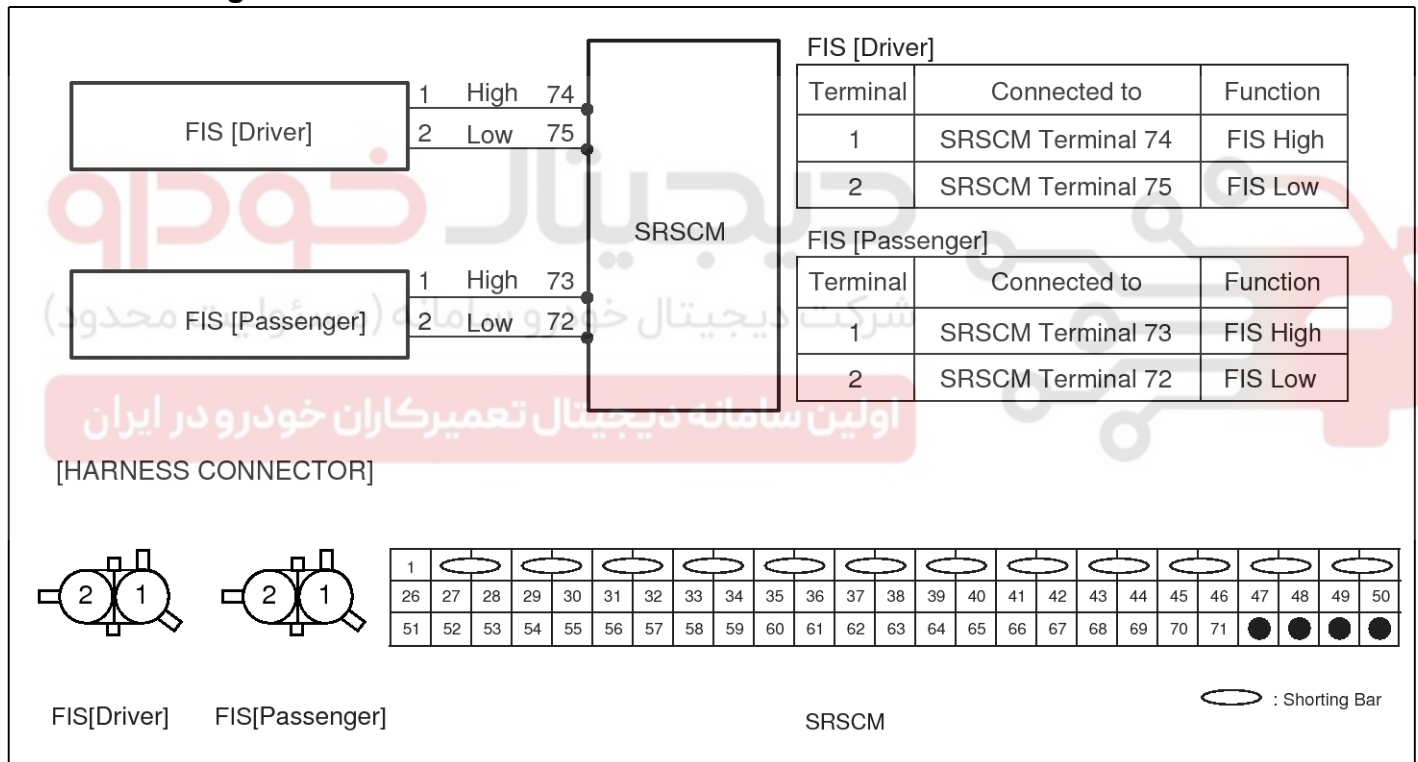 FIS [Driver]
1 High 74
2 Low 75
FIS [Passenger]
1 High 73
2 Low 72
SRSCM
FIS [Driver]
Terminal Connected to Function
1 SRSCM Terminal 74 FIS High
2 SRSCM Terminal 75 FIS Low
FIS [Passenger]
Terminal Connected to Function
1 SRSCM Terminal 73 FIS High
2 SRSCM Terminal 72 FIS Low
دیجیتال خودرو
شرکت دیجیتال خودرو سامانه (مسئولیت محدود)
اولین سامانه دیجیتال تعمیرکاران خودرو در ایران
[HARNESS CONNECTOR]
2 1
2 1
1
26 27 28 29 30 31 32 33 34 35 36 37 38 39 40 41 42 43 44 45 46 47 48 49 50
51 52 53 54 55 56 57 58 59 60 61 62 63 64 65 66 67 68 69 70 71
: Shorting Bar
FIS[Driver] FIS[Passenger] SRSCM